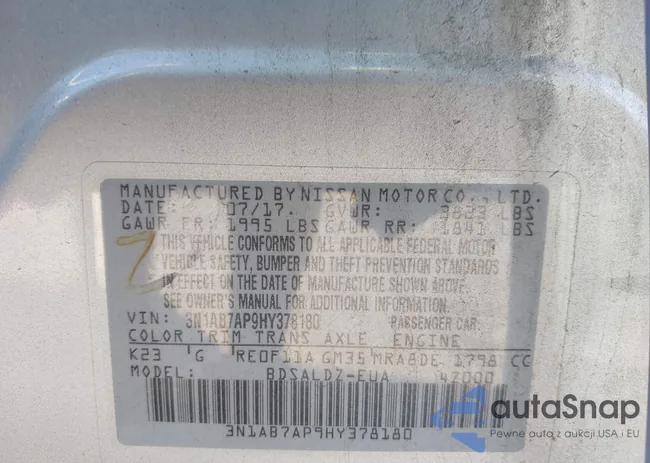 MANUFACTURED BY NISSAN MOTOR CO., LTD.
DATE: 07/17. GVWR: 3823 LBS
GAWR FR: 1995 LBS GAWR RR: 1841 LBS
THIS VEHICLE CONFORMS TO ALL APPLICABLE FEDERAL MOTOR
VEHICLE SAFETY, BUMPER AND THEFT PREVENTION STANDARDS
IN EFFECT ON THE DATE OF MANUFACTURE SHOWN ABOVE.
SEE OWNER'S MANUAL FOR ADDITIONAL INFORMATION.
VIN: 3N1AB7AP9HY378180 PASSENGER CAR
COLOR TRIM TRANS AXLE ENGINE
K23 G RE0F11A GM35 MRA8DE 1798 CC
MODEL: BDSALDZ-EUA 42000
3N1AB7AP9HY378180
autoSnap
Pewne auta z aukcji USA i EU